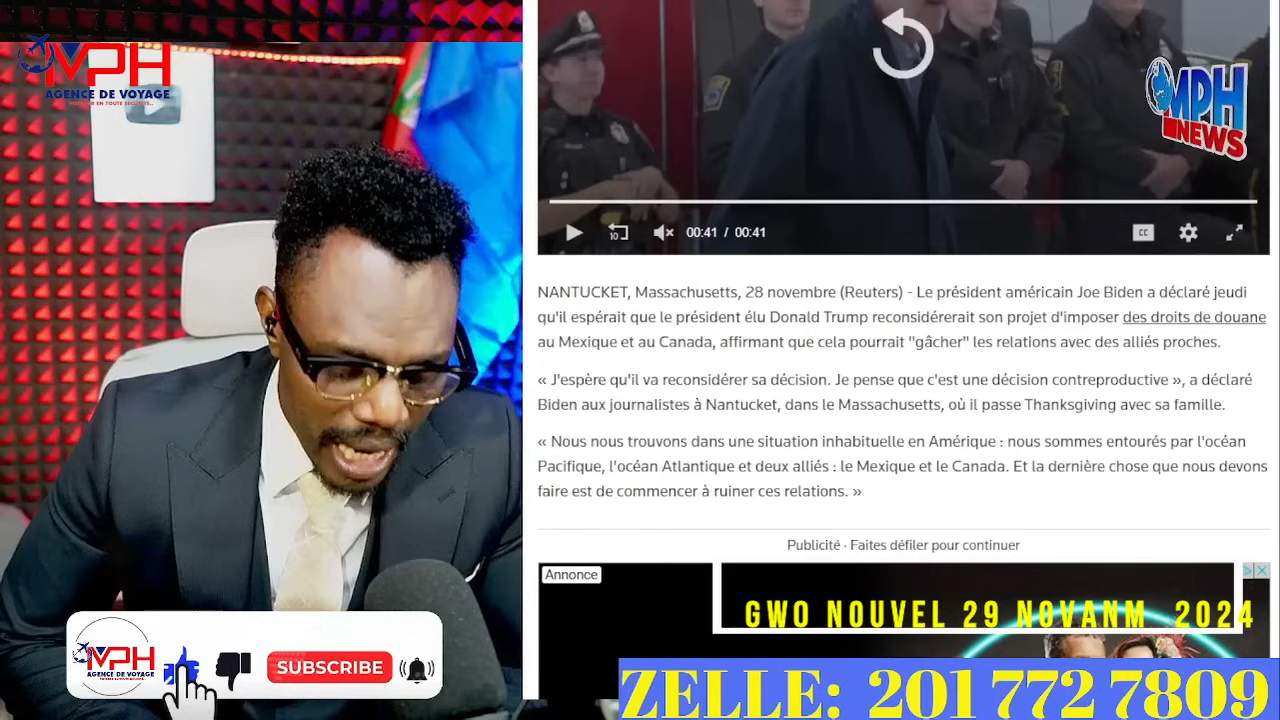 MPH
AGENCE DE VOYAGE
MPH
NEWS
10
00:41 / 00:41
CC
NANTUCKET, Massachusetts, 28 novembre (Reuters) - Le président américain Joe Biden a déclaré jeudi
qu'il espérait que le président élu Donald Trump reconsidérerait son projet d'imposer des droits de douane
au Mexique et au Canada, affirmant que cela pourrait "gâcher" les relations avec des alliés proches.
« J'espère qu'il va reconsidérer sa décision. Je pense que c'est une décision contreproductive », a déclaré
Biden aux journalistes à Nantucket, dans le Massachusetts, où il passe Thanksgiving avec sa famille.
« Nous nous trouvons dans une situation inhabituelle en Amérique : nous sommes entourés par l'océan
Pacifique, l'océan Atlantique et deux alliés : le Mexique et le Canada. Et la dernière chose que nous devons
faire est de commencer à ruiner ces relations. »
Publicité · Faites défiler pour continuer
Annonce
GWO NOUVEL 29 NOVANM 2024
MPH
AGENCE DE VOYAGE
SUBSCRIBE
ZELLE: 201 772 7809